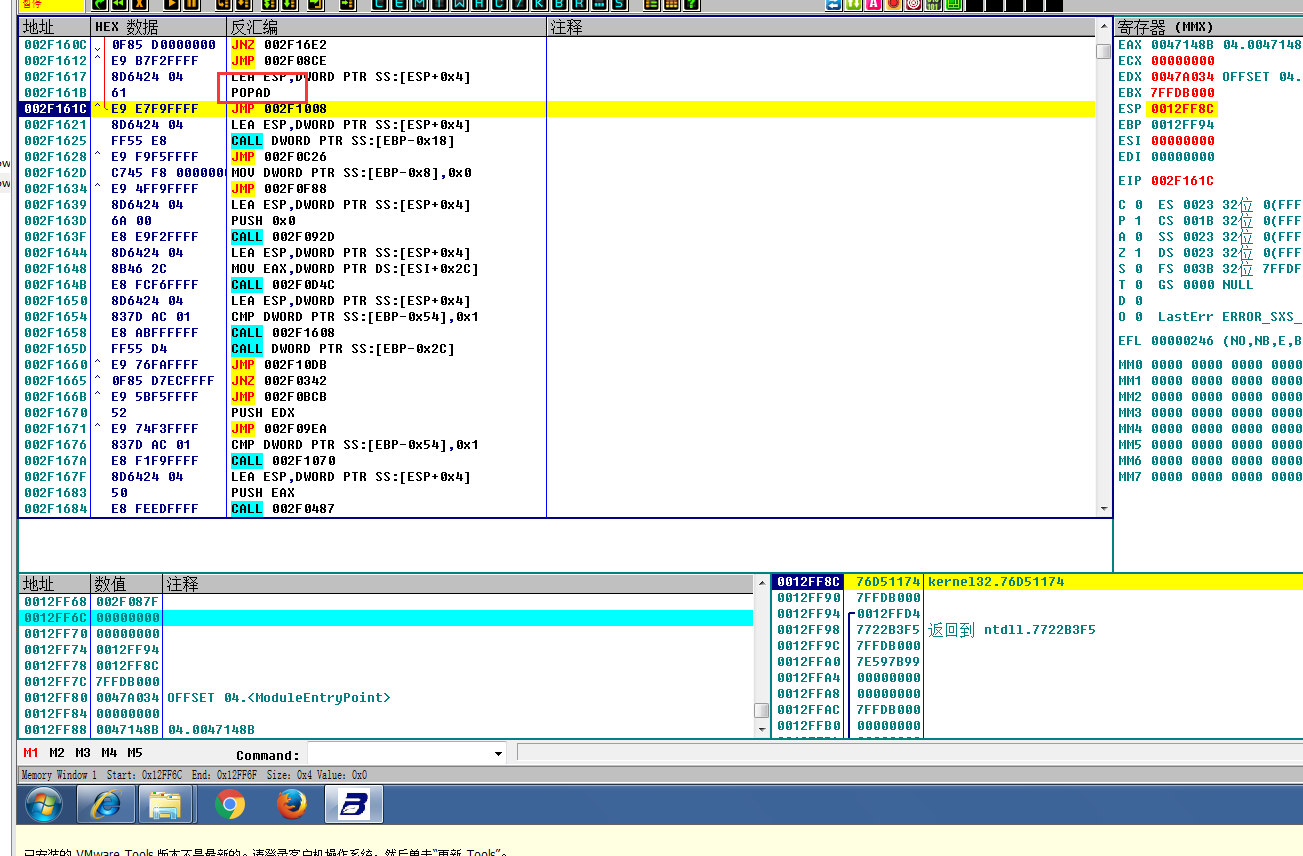 暂停
L E M T W H C / K B R ... S
地址 HEX 数据 反汇编 注释 寄存器 (MMX)
002F160C 0F85 D0000000 JNZ 002F16E2
002F1612 ^ E9 B7F2FFFF JMP 002F08CE
002F1617 8D6424 04 LEA ESP,DWORD PTR SS:[ESP+0x4]
002F161B 61 POPAD
002F161C ^ E9 E7F9FFFF JMP 002F1008
002F1621 8D6424 04 LEA ESP,DWORD PTR SS:[ESP+0x4]
002F1625 FF55 E8 CALL DWORD PTR SS:[EBP-0x18]
002F1628 ^ E9 F9F5FFFF JMP 002F0C26
002F162D C745 F8 0000000 MOV DWORD PTR SS:[EBP-0x8],0x0
002F1634 ^ E9 4FF9FFFF JMP 002F0F88
002F1639 8D6424 04 LEA ESP,DWORD PTR SS:[ESP+0x4]
002F163D 6A 00 PUSH 0x0
002F163F E8 E9F2FFFF CALL 002F092D
002F1644 8D6424 04 LEA ESP,DWORD PTR SS:[ESP+0x4]
002F1648 8B46 2C MOV EAX,DWORD PTR DS:[ESI+0x2C]
002F164B E8 FCF6FFFF CALL 002F0D4C
002F1650 8D6424 04 LEA ESP,DWORD PTR SS:[ESP+0x4]
002F1654 837D AC 01 CMP DWORD PTR SS:[EBP-0x54],0x1
002F1658 E8 ABFFFFFF CALL 002F1608
002F165D FF55 D4 CALL DWORD PTR SS:[EBP-0x2C]
002F1660 ^ E9 76FAFFFF JMP 002F10DB
002F1665 ^ 0F85 D7ECFFFF JNZ 002F0342
002F166B ^ E9 5BF5FFFF JMP 002F0BCB
002F1670 52 PUSH EDX
002F1671 ^ E9 74F3FFFF JMP 002F09EA
002F1676 837D AC 01 CMP DWORD PTR SS:[EBP-0x54],0x1
002F167A E8 F1F9FFFF CALL 002F1070
002F167F 8D6424 04 LEA ESP,DWORD PTR SS:[ESP+0x4]
002F1683 50 PUSH EAX
002F1684 E8 FEEDFFFF CALL 002F0487
EAX 0047148B 04.0047148
ECX 00000000
EDX 0047A034 OFFSET 04.
EBX 7FFDB000
ESP 0012FF8C
EBP 0012FF94
ESI 00000000
EDI 00000000
EIP 002F161C
C 0 ES 0023 32位 0(FFF
P 1 CS 001B 32位 0(FFF
A 0 SS 0023 32位 0(FFF
Z 1 DS 0023 32位 0(FFF
S 0 FS 003B 32位 7FFDF
T 0 GS 0000 NULL
D 0
O 0 LastErr ERROR_SXS_
EFL 00000246 (NO,NB,E,B
MM0 0000 0000 0000 0000
MM1 0000 0000 0000 0000
MM2 0000 0000 0000 0000
MM3 0000 0000 0000 0000
MM4 0000 0000 0000 0000
MM5 0000 0000 0000 0000
MM6 0000 0000 0000 0000
MM7 0000 0000 0000 0000
地址 数值 注释
0012FF68 002F087F
0012FF6C 00000000
0012FF70 00000000
0012FF74 0012FF94
0012FF78 0012FF8C
0012FF7C 7FFDB000
0012FF80 0047A034 OFFSET 04.<ModuleEntryPoint>
0012FF84 00000000
0012FF88 0047148B 04.0047148B
0012FF8C 76D51174 kernel32.76D51174
0012FF90 7FFDB000
0012FF94 0012FFD4
0012FF98 7722B3F5 返回到 ntdll.7722B3F5
0012FF9C 7FFDB000
0012FFA0 7E597B99
0012FFA4 00000000
0012FFA8 00000000
0012FFAC 7FFDB000
0012FFB0 00000000
M1 M2 M3 M4 M5 Command:
Memory Window 1 Start: 0x12FF6C End: 0x12FF6F Size: 0x4 Value: 0x0
已安装的 VMware Tools 版本不是最新的。请登录客户机操作系统，然后单击“更新 Tools”。